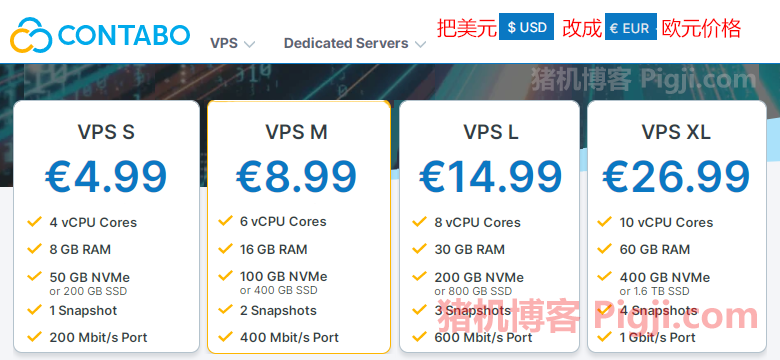 CONTABO
VPS
Dedicated Servers
把美元 $ USD 改成 € EUR 欧元价格
猪机博客 Pigji.com
VPS S
€4.99
4 vCPU Cores
8 GB RAM
50 GB NVMe
or 200 GB SSD
1 Snapshot
200 Mbit/s Port
VPS M
€8.99
6 vCPU Cores
16 GB RAM
100 GB NVMe
or 400 GB SSD
2 Snapshots
400 Mbit/s Port
VPS L
€14.99
8 vCPU Cores
30 GB RAM
200 GB NVMe
or 800 GB SSD
3 Snapshots
600 Mbit/s Port
VPS XL
€26.99
10 vCPU Cores
60 GB RAM
400 GB NVMe
or 1.6 TB SSD
4 Snapshots
1 Gbit/s Port
猪机博客 Pigji.com